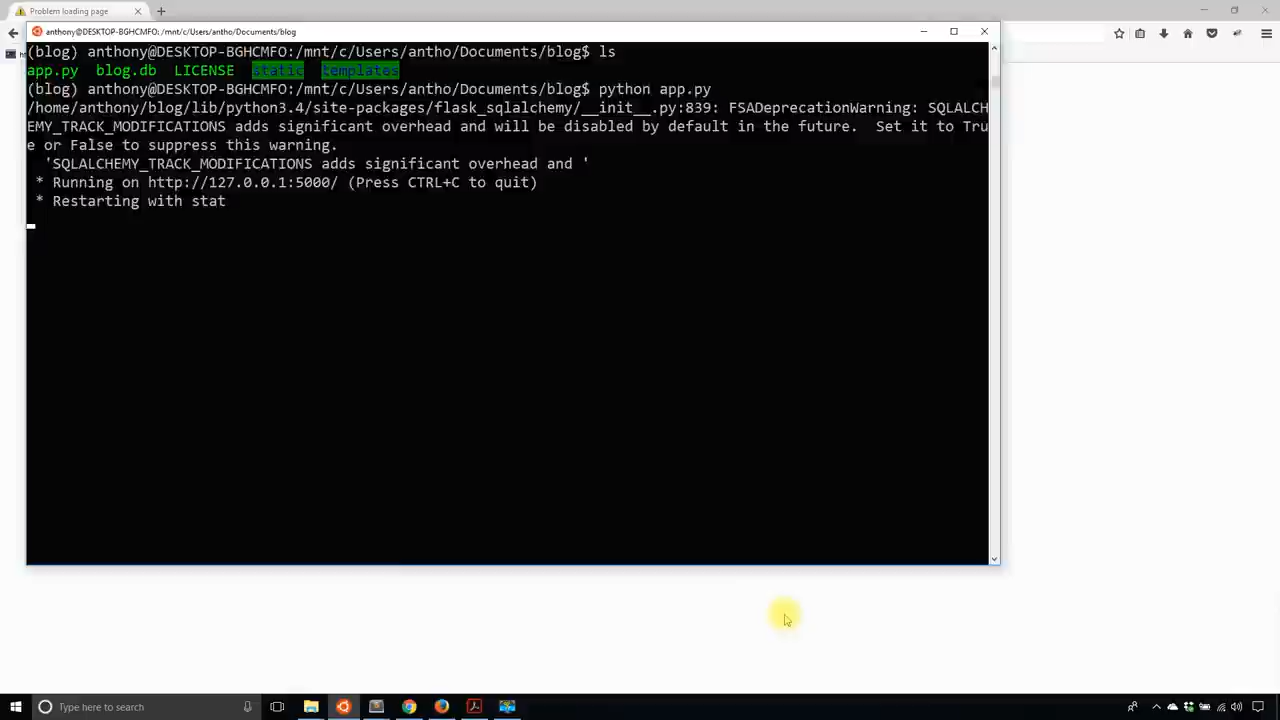 Problem loading page
anthony@DESKTOP-BGHCMFO: /mnt/c/Users/antho/Documents/blog
(blog) anthony@DESKTOP-BGHCMFO:/mnt/c/Users/antho/Documents/blog$ ls
app.py  blog.db  LICENSE  static  templates
(blog) anthony@DESKTOP-BGHCMFO:/mnt/c/Users/antho/Documents/blog$ python app.py
/home/anthony/blog/lib/python3.4/site-packages/flask_sqlalchemy/__init__.py:839: FSADeprecationWarning: SQLALCH
EMY_TRACK_MODIFICATIONS adds significant overhead and will be disabled by default in the future.  Set it to Tru
e or False to suppress this warning.
  'SQLALCHEMY_TRACK_MODIFICATIONS adds significant overhead and '
 * Running on http://127.0.0.1:5000/ (Press CTRL+C to quit)
 * Restarting with stat
Type here to search